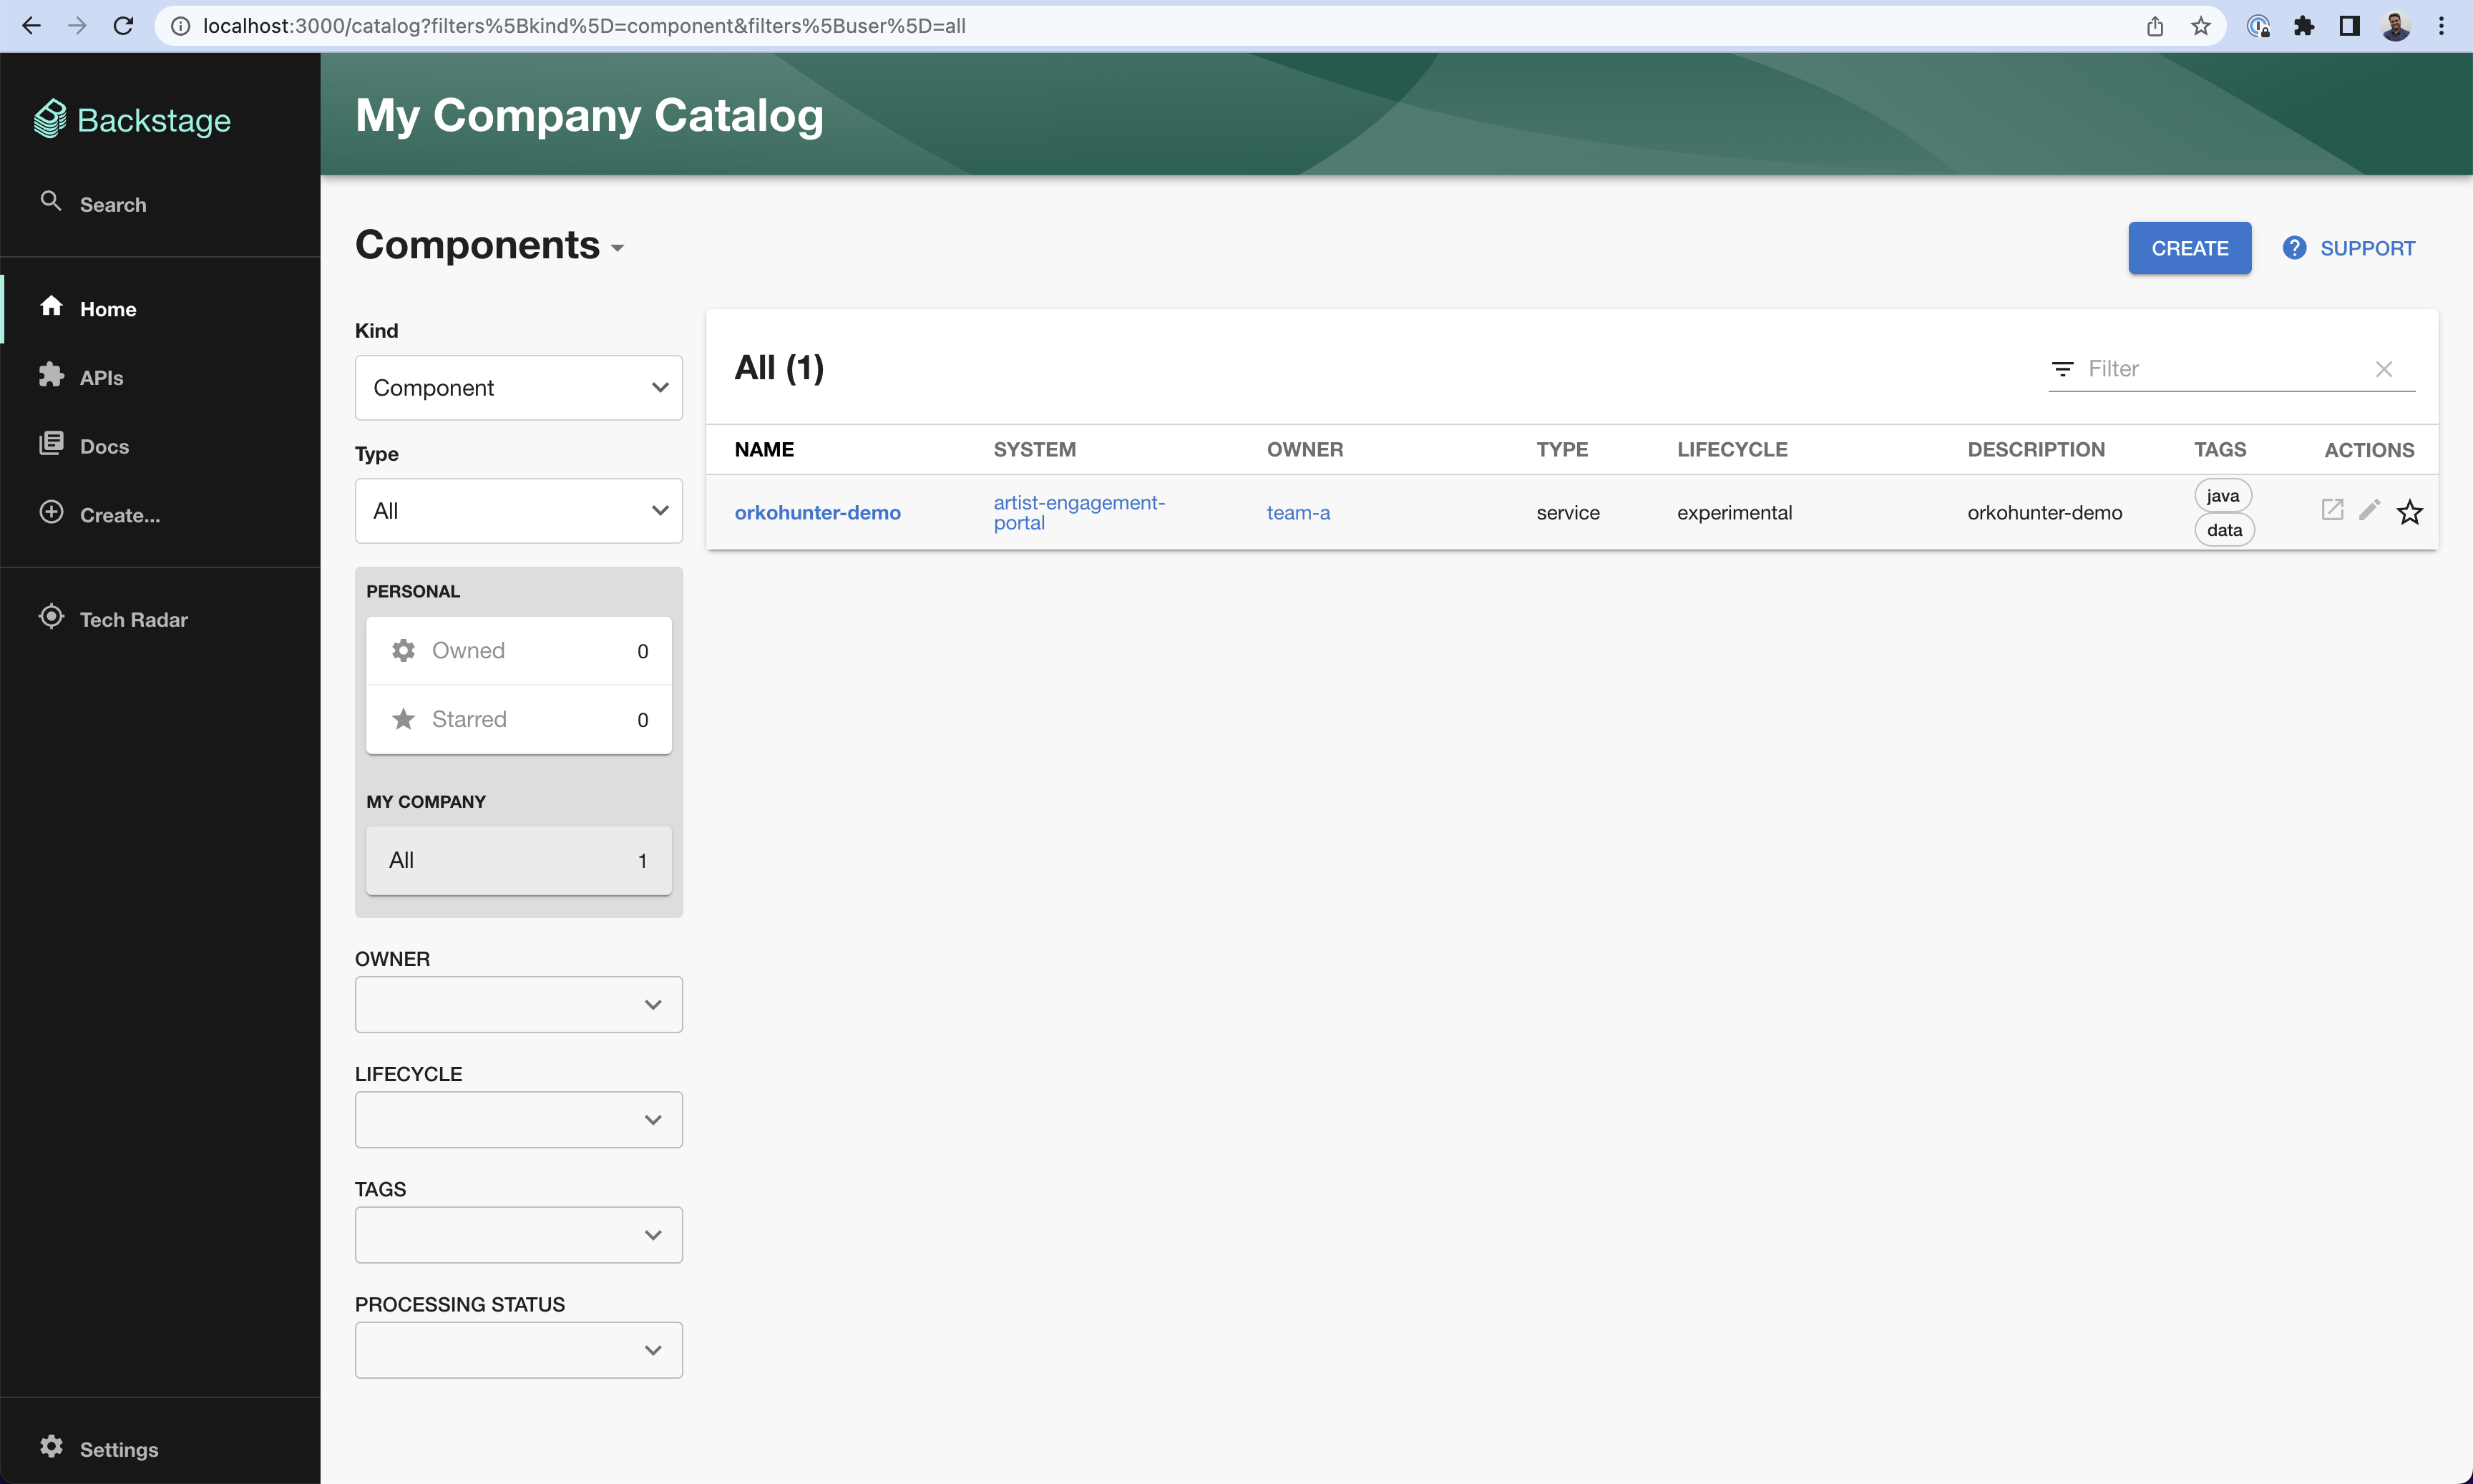 localhost:3000/catalog?filters%5Bkind%5D=component&filters%5Buser%5D=all
Backstage
Search
Home
APIs
Docs
Create...
Tech Radar
Settings
My Company Catalog
Components
CREATE
? SUPPORT
Kind
Component
Type
All
PERSONAL
Owned 0
Starred 0
MY COMPANY
All 1
OWNER
LIFECYCLE
TAGS
PROCESSING STATUS
All (1)
Filter
NAME SYSTEM OWNER TYPE LIFECYCLE DESCRIPTION TAGS ACTIONS
orkohunter-demo artist-engagement-portal team-a service experimental orkohunter-demo java data